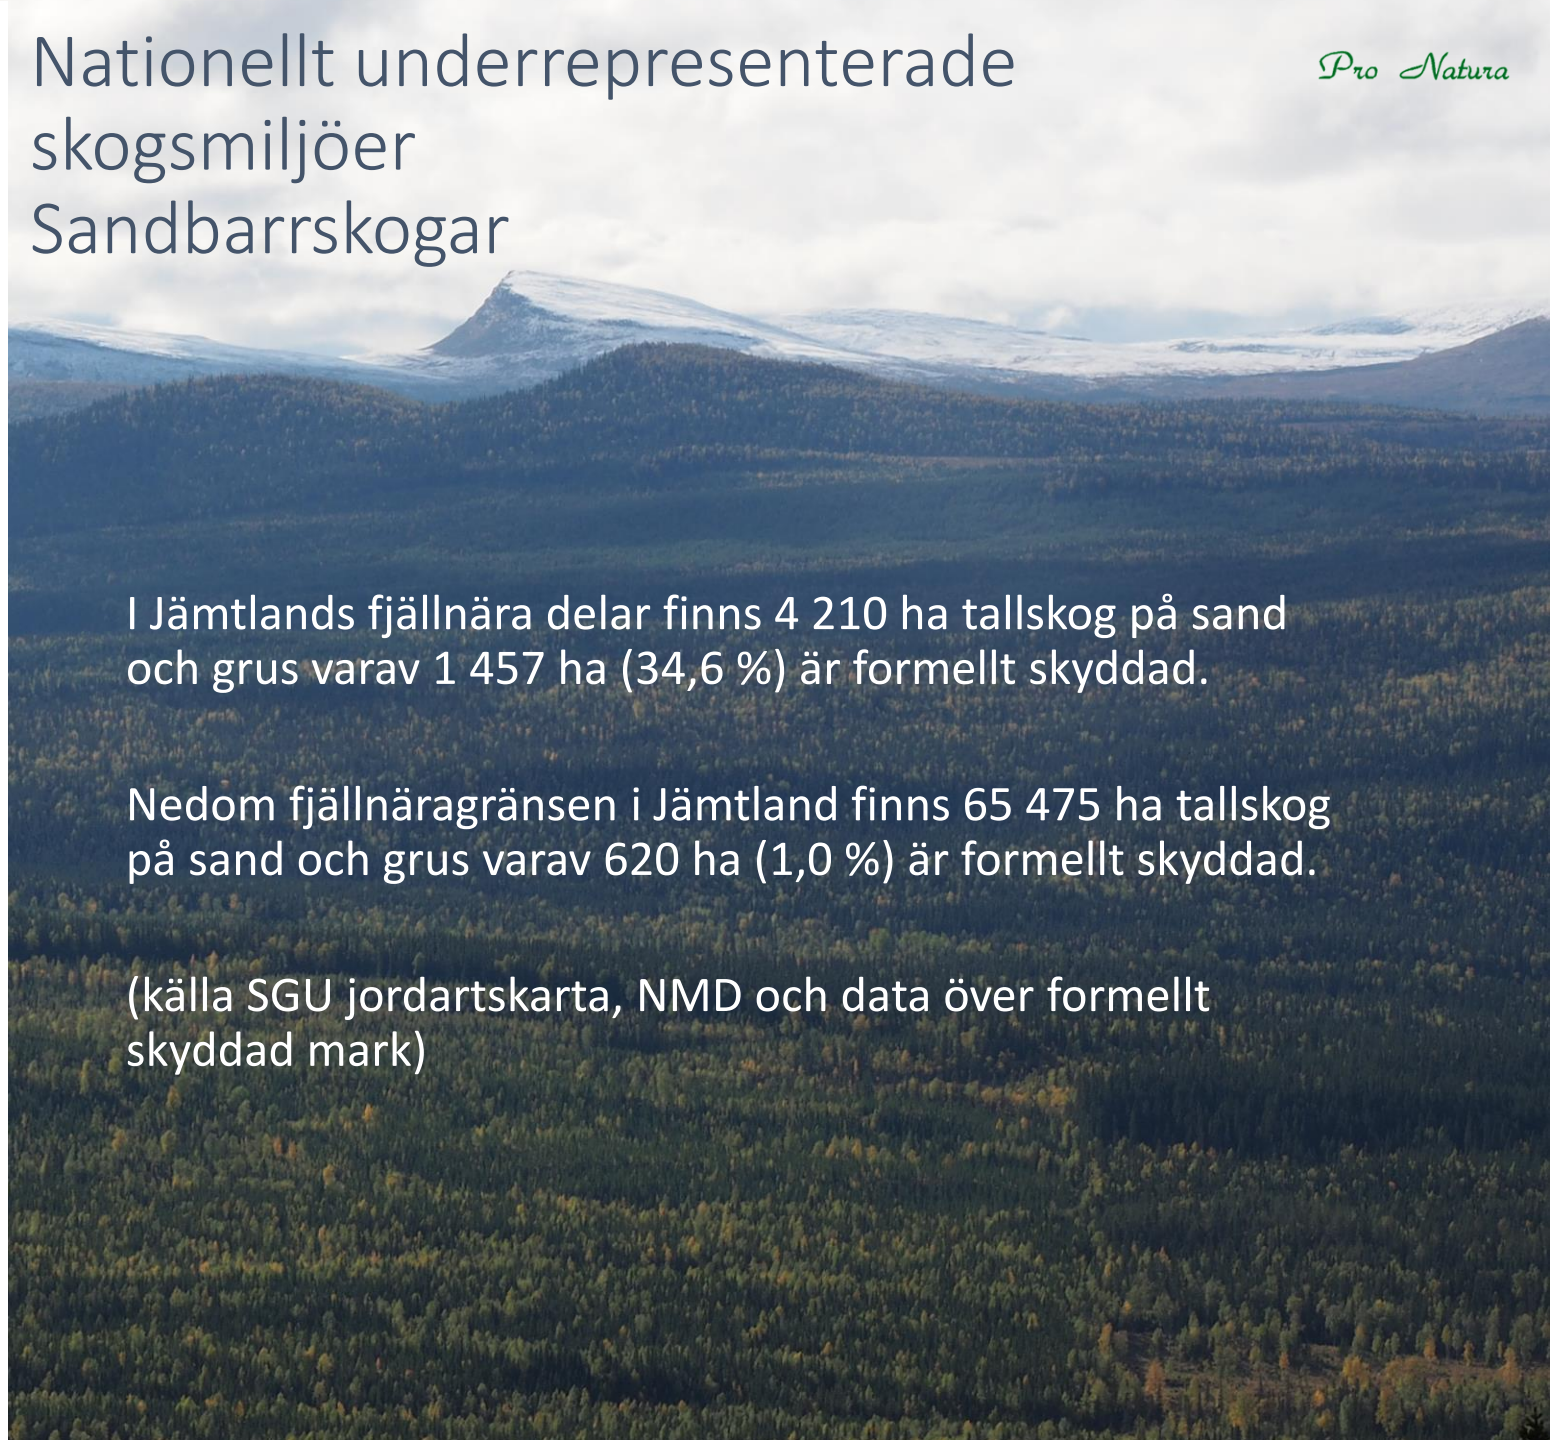 Nationellt underrepresenterade
skogsmiljöer
Sandbarrskogar
Pro Natura
I Jämtlands fjällnära delar finns 4 210 ha tallskog på sand
och grus varav 1 457 ha (34,6 %) är formellt skyddad.
Nedom fjällnäragränsen i Jämtland finns 65 475 ha tallskog
på sand och grus varav 620 ha (1,0 %) är formellt skyddad.
(källa SGU jordartskarta, NMD och data över formellt
skyddad mark)